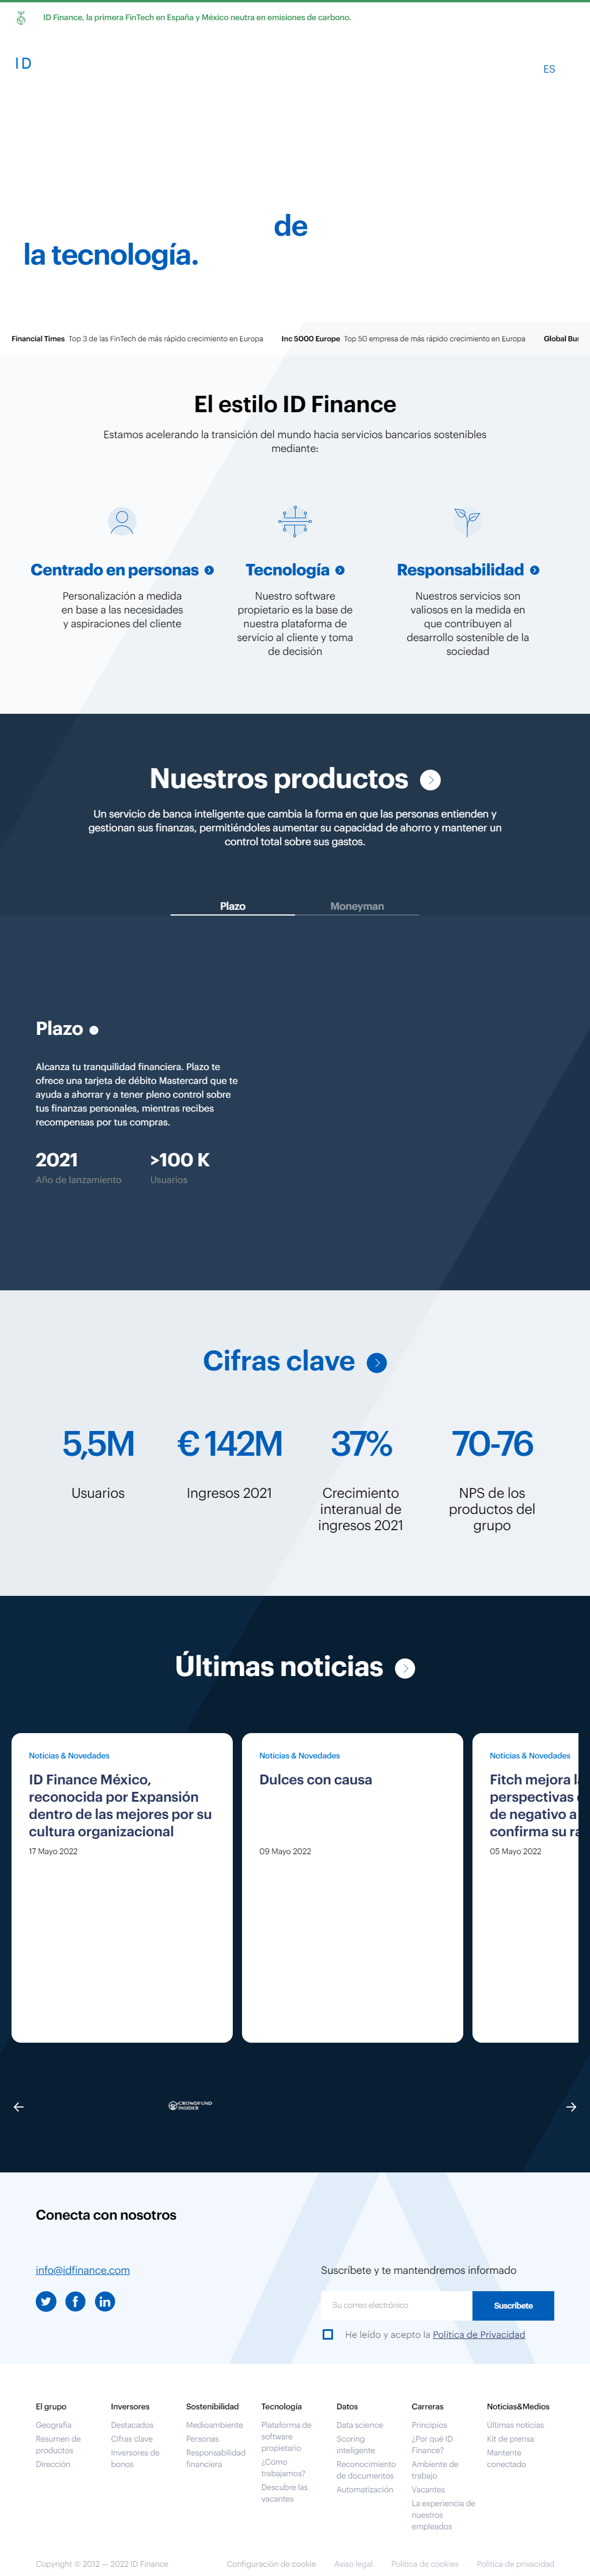 ID Finance, la primera FinTech en España y México neutra en emisiones de carbono.
ID
ES
de
la tecnología.
Financial Times Top 3 de las FinTech de más rápido crecimiento en Europa
Inc 5000 Europe Top 50 empresa de más rápido crecimiento en Europa
Global
El estilo ID Finance
Estamos acelerando la transición del mundo hacia servicios bancarios sostenibles
mediante:
Centrado en personas
Personalización a medida
en base a las necesidades
y aspiraciones del cliente
Tecnología
Nuestro software
propietario es la base de
nuestra plataforma de
servicio al cliente y toma
de decisión
Responsabilidad
Nuestros servicios son
valiosos en la medida en
que contribuyen al
desarrollo sostenible de la
sociedad
Nuestros productos
Un servicio de banca inteligente que cambia la forma en que las personas entienden y
gestionan sus finanzas, permitiéndoles aumentar su capacidad de ahorro y mantener un
control total sobre sus gastos.
Plazo
Moneyman
Plazo
Alcanza tu tranquilidad financiera. Plazo te
ofrece una tarjeta de débito Mastercard que te
ayuda a ahorrar y a tener pleno control sobre
tus finanzas personales, mientras recibes
recompensas por tus compras.
2021
Año de lanzamiento
>100 K
Usuarios
Cifras clave
5,5M
Usuarios
€ 142M
Ingresos 2021
37%
Crecimiento
interanual de
ingresos 2021
70-76
NPS de los
productos del
grupo
Últimas noticias
Noticias & Novedades
ID Finance México,
reconocida por Expansión
dentro de las mejores por su
cultura organizacional
17 Mayo 2022
Noticias & Novedades
Dulces con causa
09 Mayo 2022
Noticias & Novedades
Fitch mejora
perspectivas
de negativo a
confirma su
05 Mayo 2022
CROWDFUND
INSIDER
Conecta con nosotros
info@idfinance.com
Suscríbete y te mantendremos informado
Su correo electrónico
Suscríbete
He leído y acepto la Política de Privacidad
El grupo
Geografía
Resumen de
productos
Dirección
Inversores
Destacados
Cifras clave
Inversores de
bonos
Sostenibilidad
Medioambiente
Personas
Responsabilidad
financiera
Tecnología
Plataforma de
software
propietario
¿Cómo
trabajamos?
Descubre las
vacantes
Datos
Data science
Scoring
inteligente
Reconocimiento
de documentos
Automatización
Carreras
Principios
¿Por qué ID
Finance?
Ambiente de
trabajo
Vacantes
La experiencia de
nuestros
empleados
Noticias&Medios
Últimas noticias
Kit de prensa
Mantente
conectado
Copyright © 2012 — 2022 ID Finance
Configuración de cookie
Aviso legal
Política de cookies
Política de privacidad